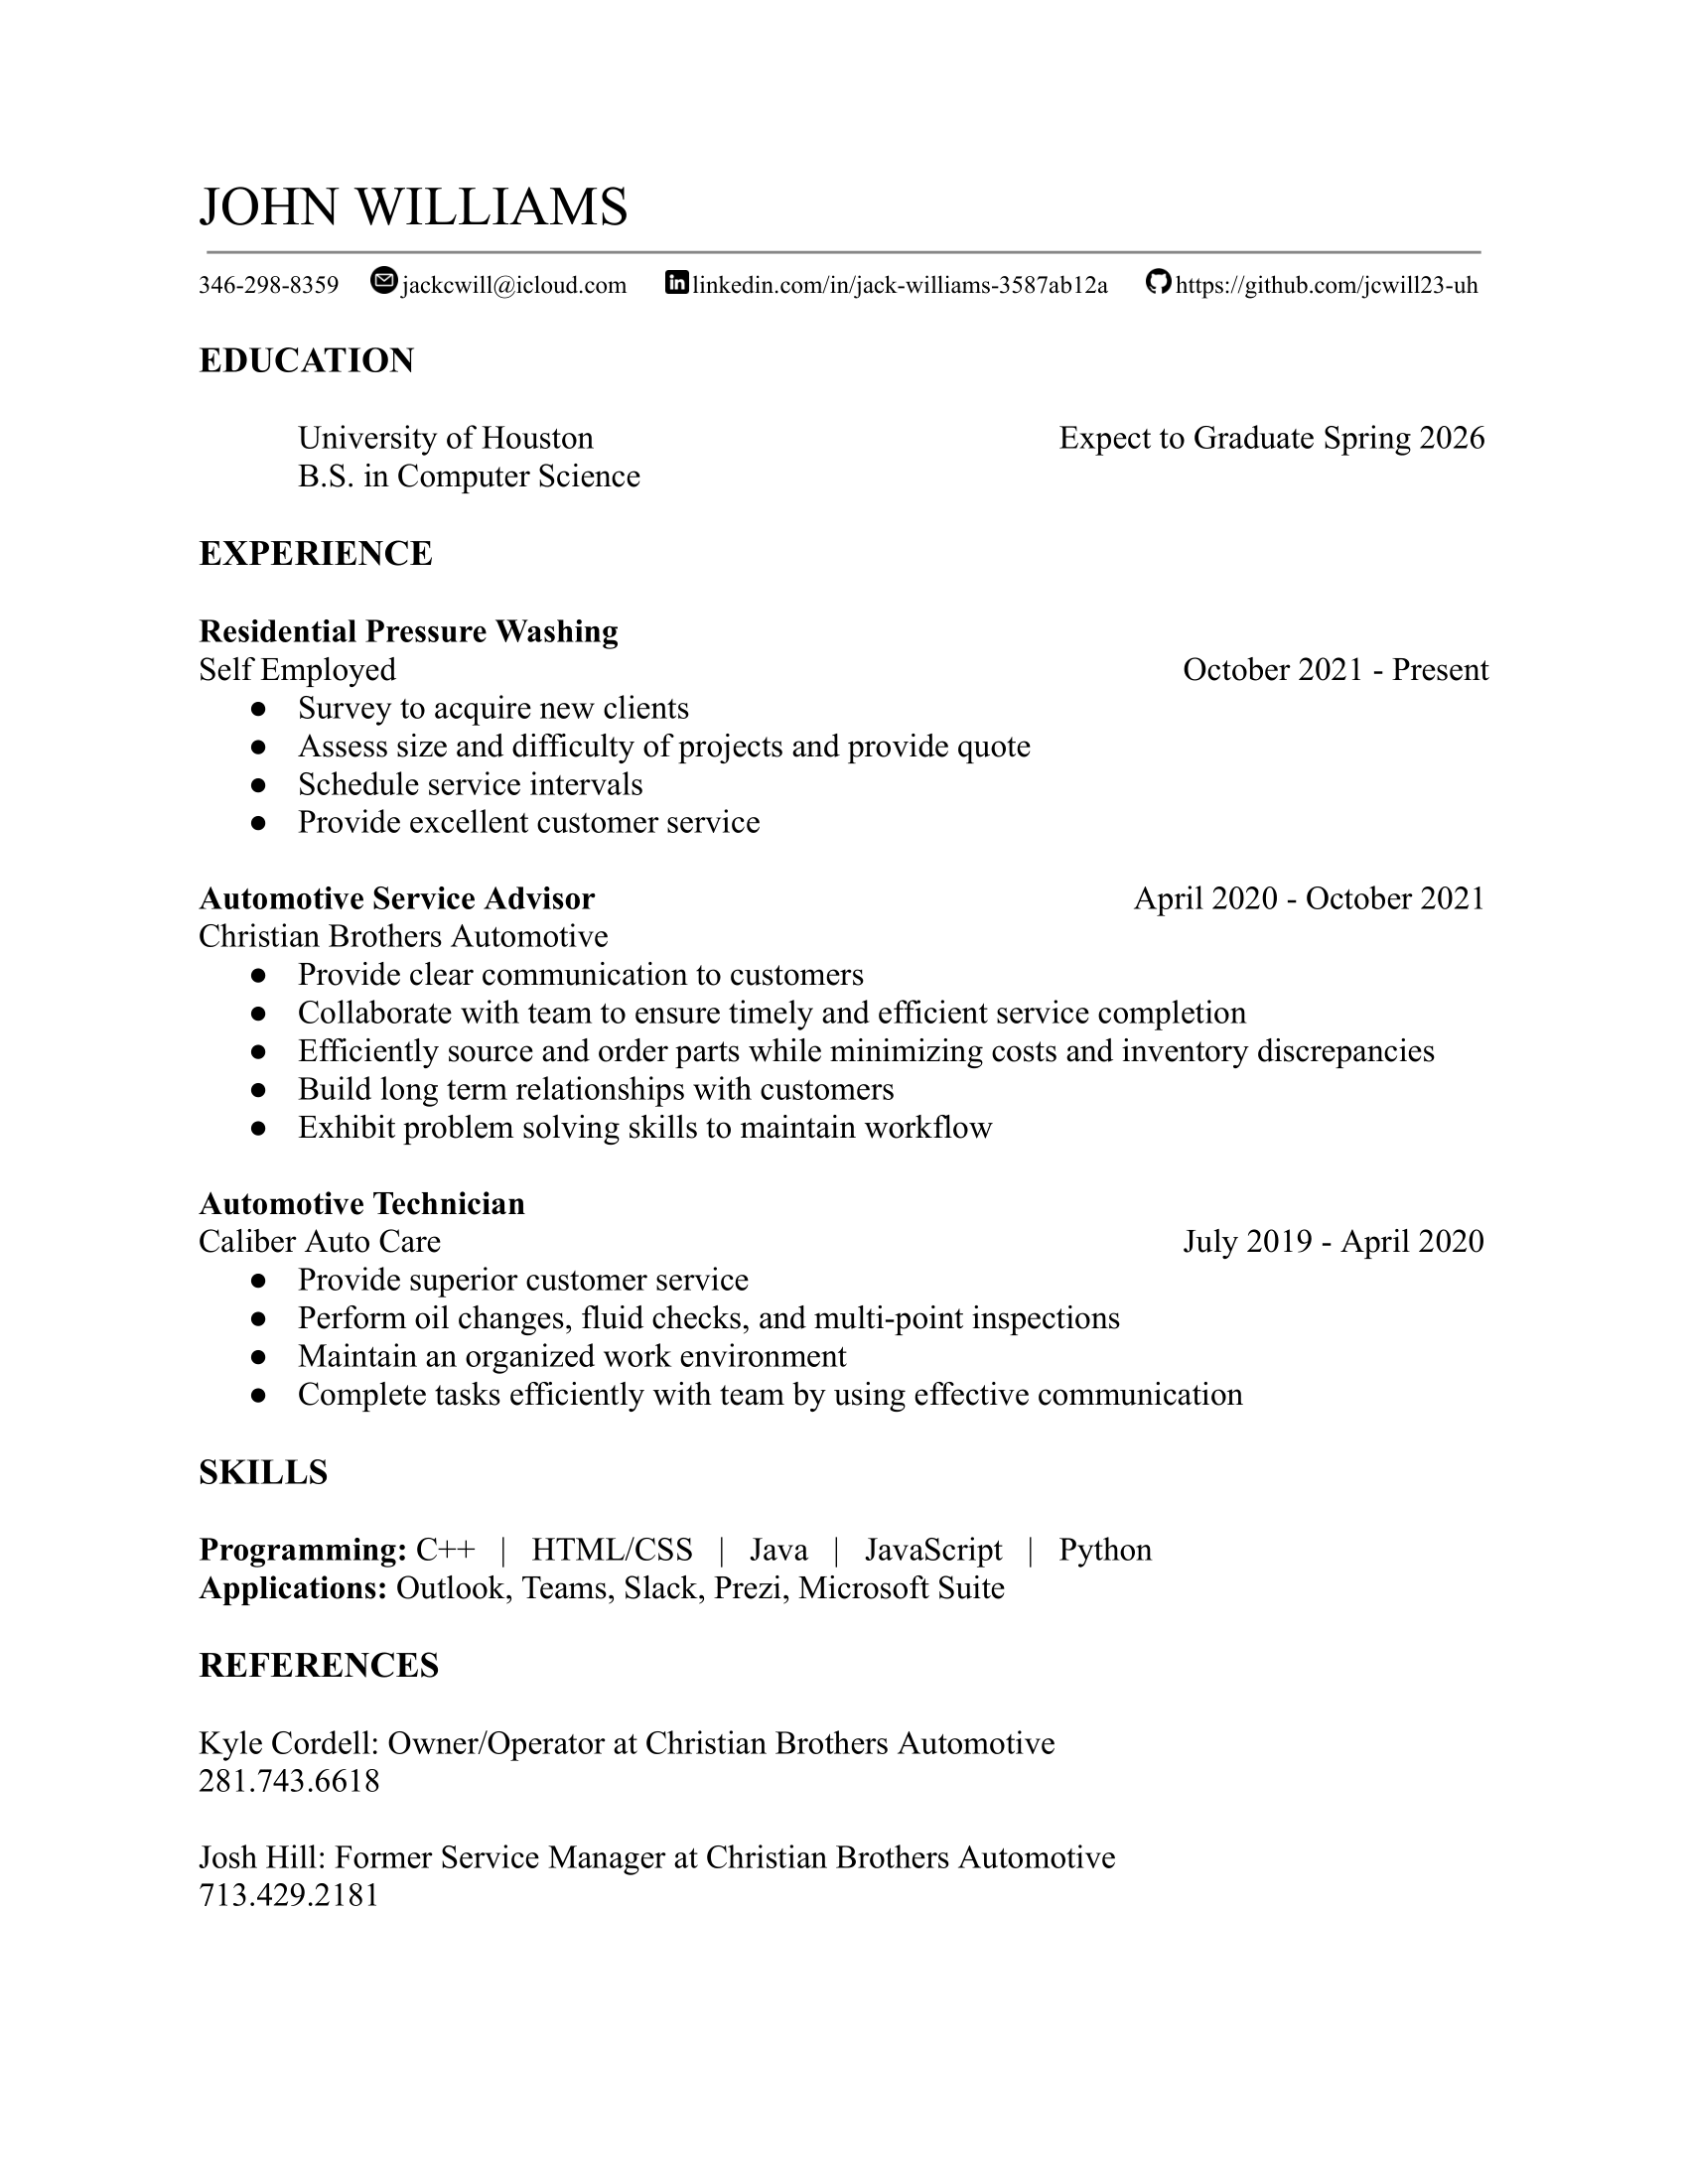 JOHN WILLIAMS
346-298-8359 jackcwill@icloud.com linkedin.com/in/jack-williams-3587ab12a https://github.com/jcwill23-uh
EDUCATION
University of Houston Expect to Graduate Spring 2026
B.S. in Computer Science
EXPERIENCE
Residential Pressure Washing
Self Employed October 2021 - Present
● Survey to acquire new clients
● Assess size and difficulty of projects and provide quote
● Schedule service intervals
● Provide excellent customer service
Automotive Service Advisor April 2020 - October 2021
Christian Brothers Automotive
● Provide clear communication to customers
● Collaborate with team to ensure timely and efficient service completion
● Efficiently source and order parts while minimizing costs and inventory discrepancies
● Build long term relationships with customers
● Exhibit problem solving skills to maintain workflow
Automotive Technician
Caliber Auto Care July 2019 - April 2020
● Provide superior customer service
● Perform oil changes, fluid checks, and multi-point inspections
● Maintain an organized work environment
● Complete tasks efficiently with team by using effective communication
SKILLS
Programming: C++ | HTML/CSS | Java | JavaScript | Python
Applications: Outlook, Teams, Slack, Prezi, Microsoft Suite
REFERENCES
Kyle Cordell: Owner/Operator at Christian Brothers Automotive
281.743.6618
Josh Hill: Former Service Manager at Christian Brothers Automotive
713.429.2181